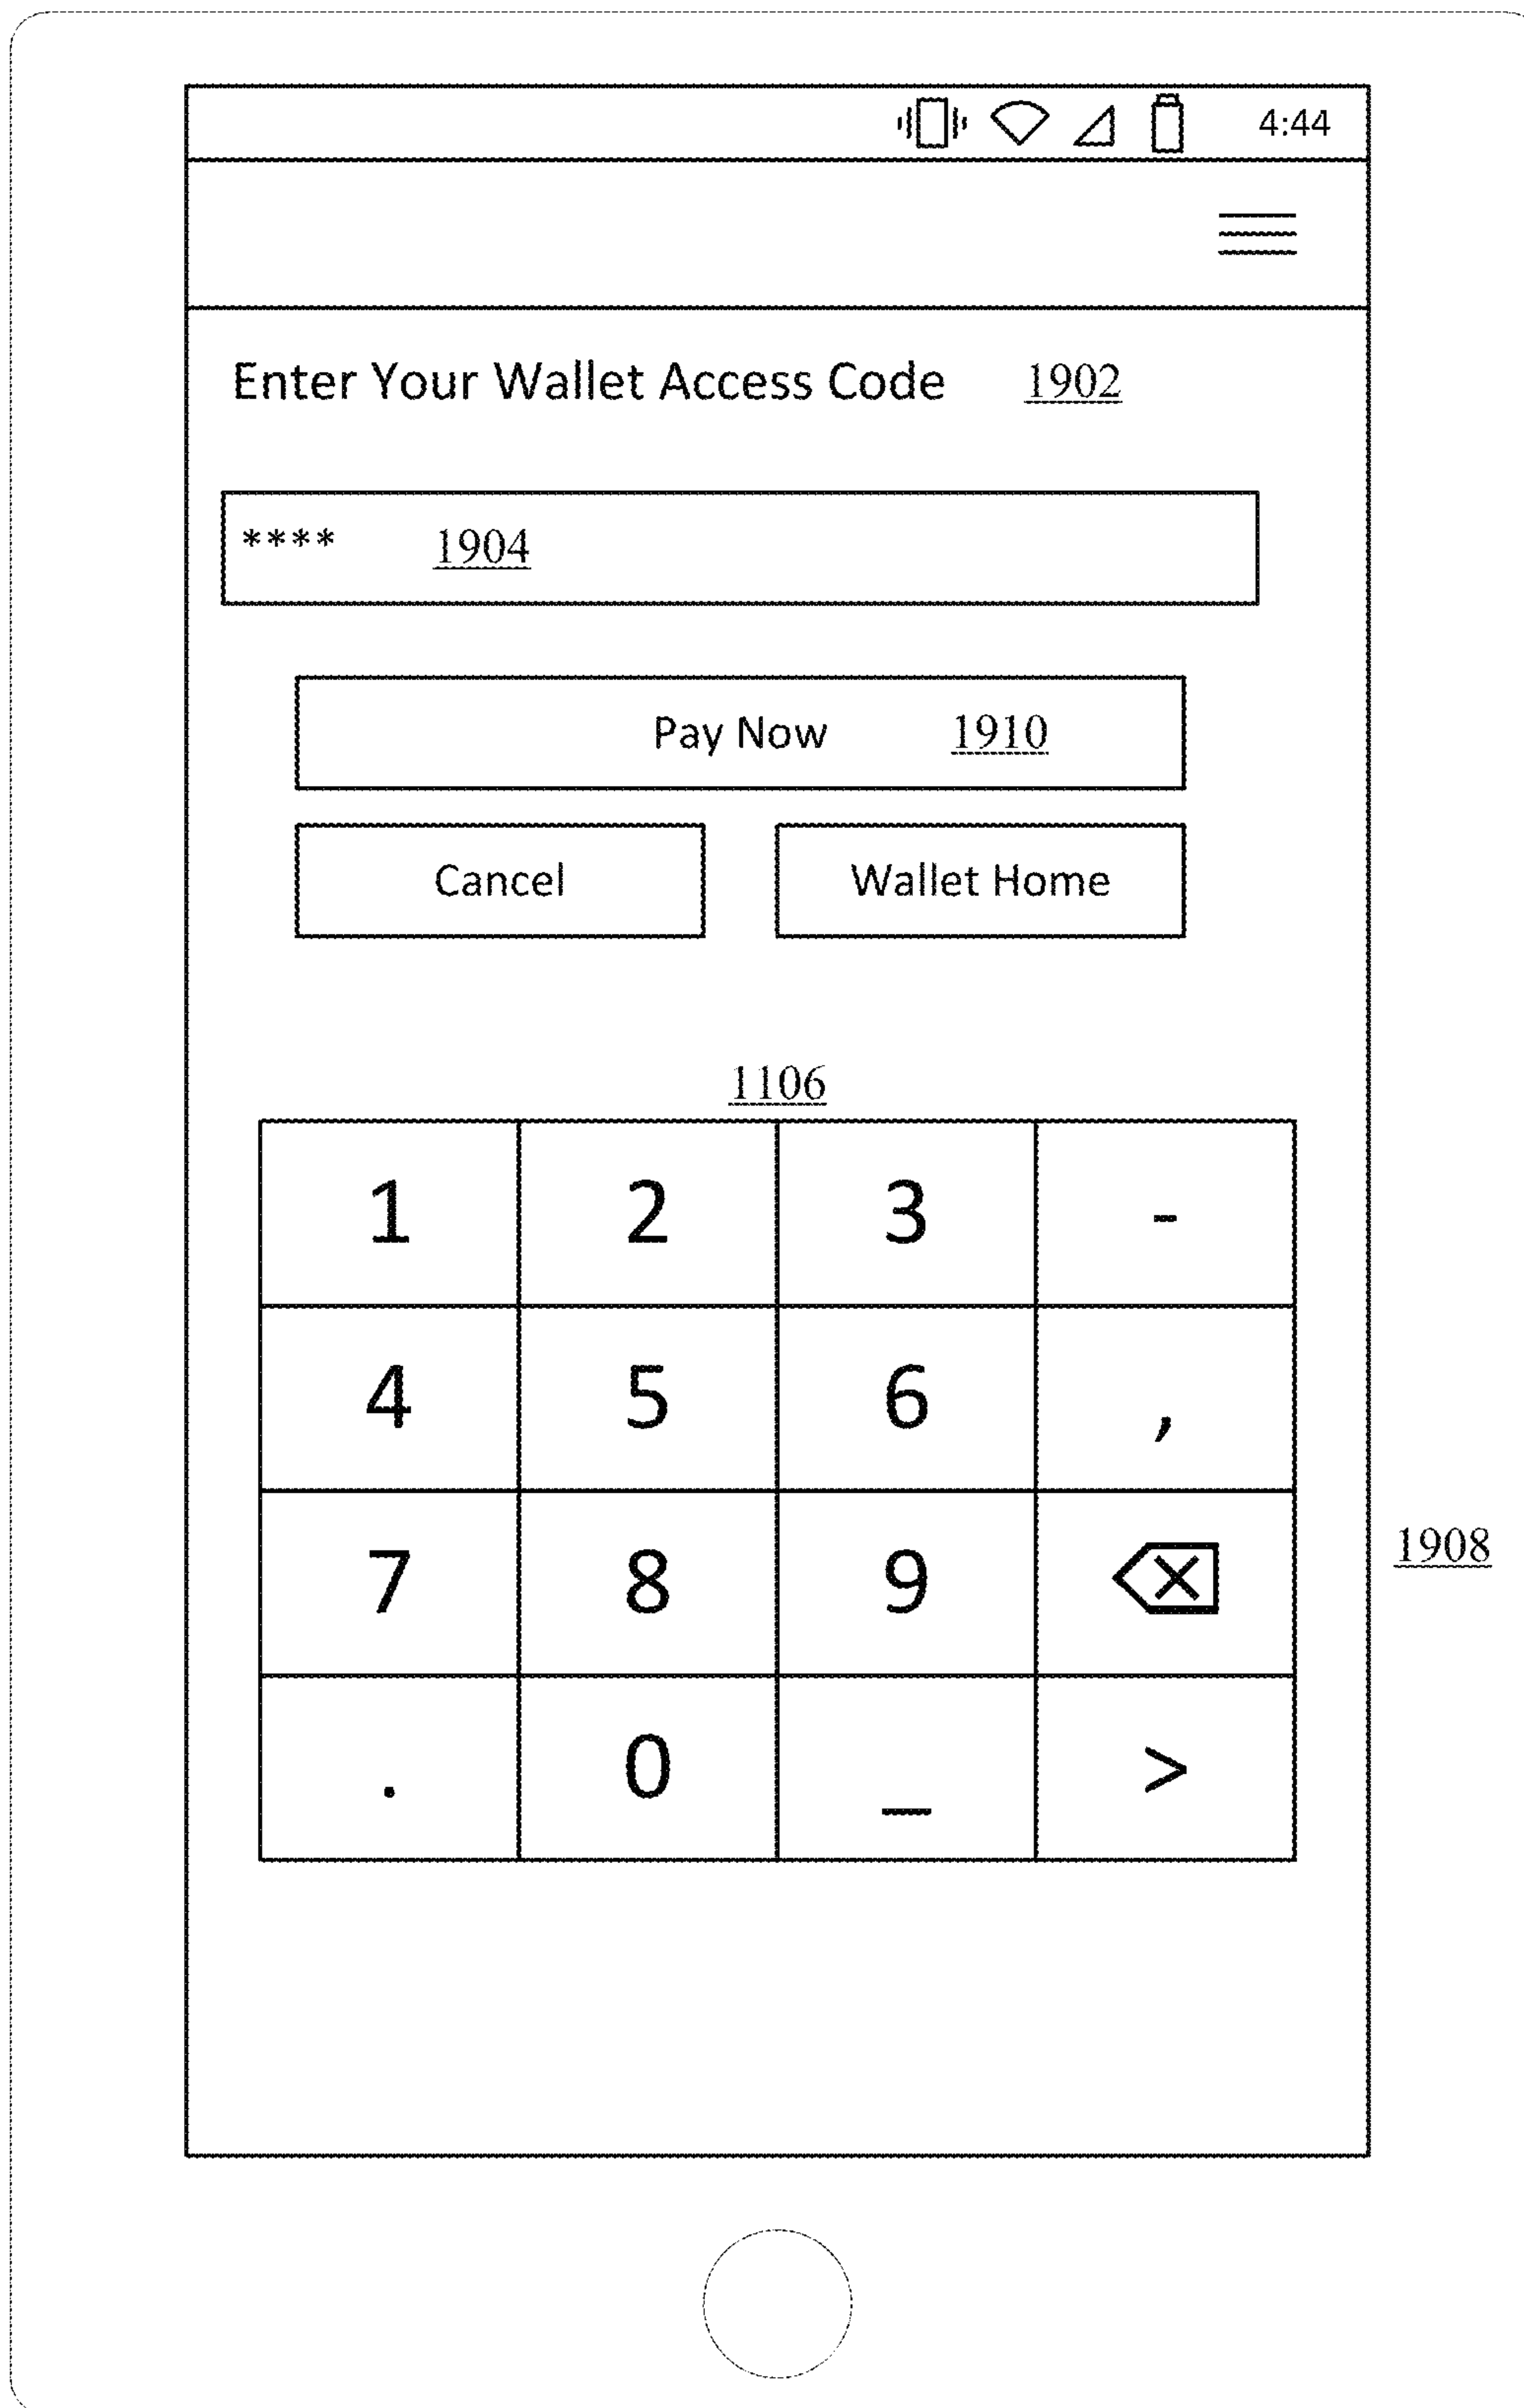 4:44
Enter Your Wallet Access Code 1902
**** 1904
Pay Now 1910
Cancel Wallet Home
1106
1 2 3 -
4 5 6 ,
7 8 9
1908
. 0 _ >